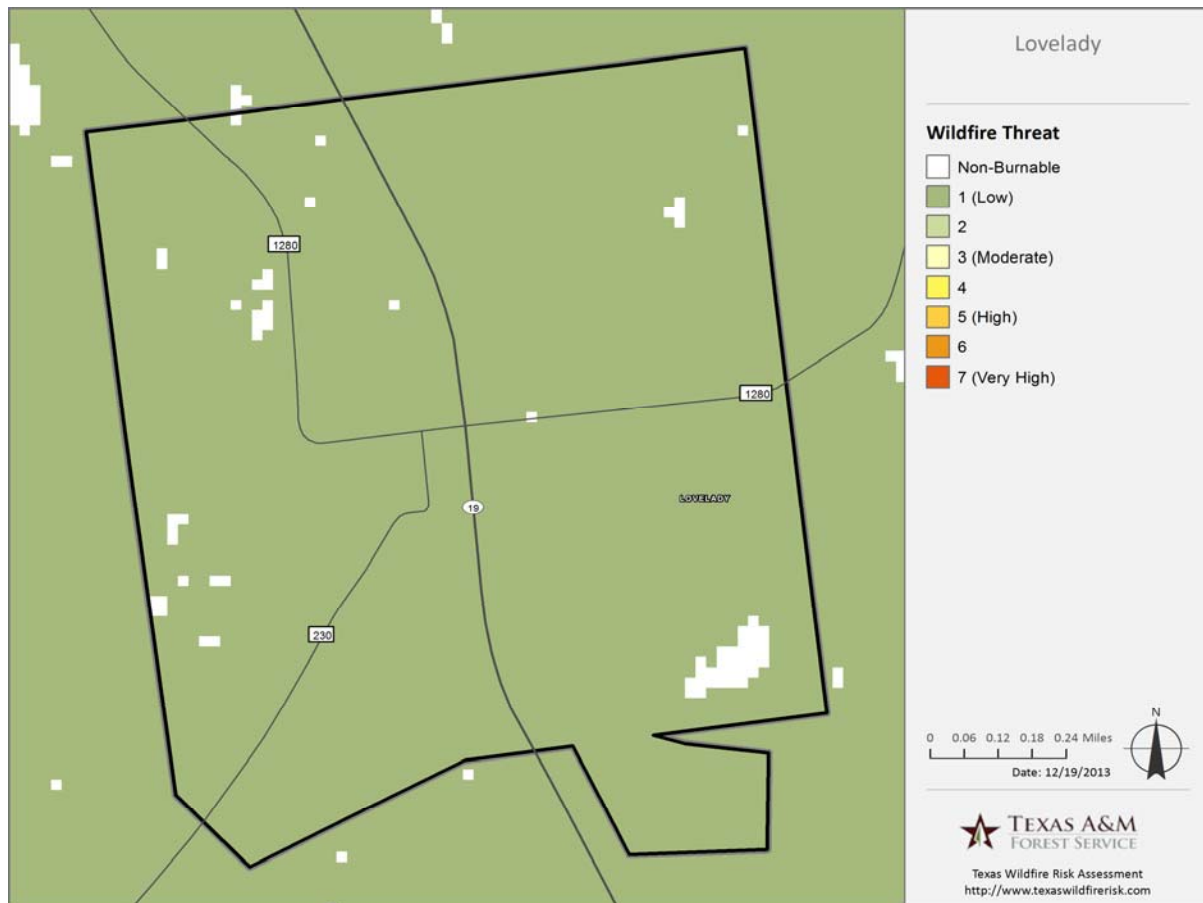 Lovelady
Wildfire Threat
Non-Burnable
1 (Low)
2
3 (Moderate)
4
5 (High)
6
7 (Very High)
1280
1280
LOVELADY
19
230
N
0 0.06 0.12 0.18 0.24 Miles
Date: 12/19/2013
TEXAS A&M
FOREST SERVICE
Texas Wildfire Risk Assessment
http://www.texaswildfirerisk.com